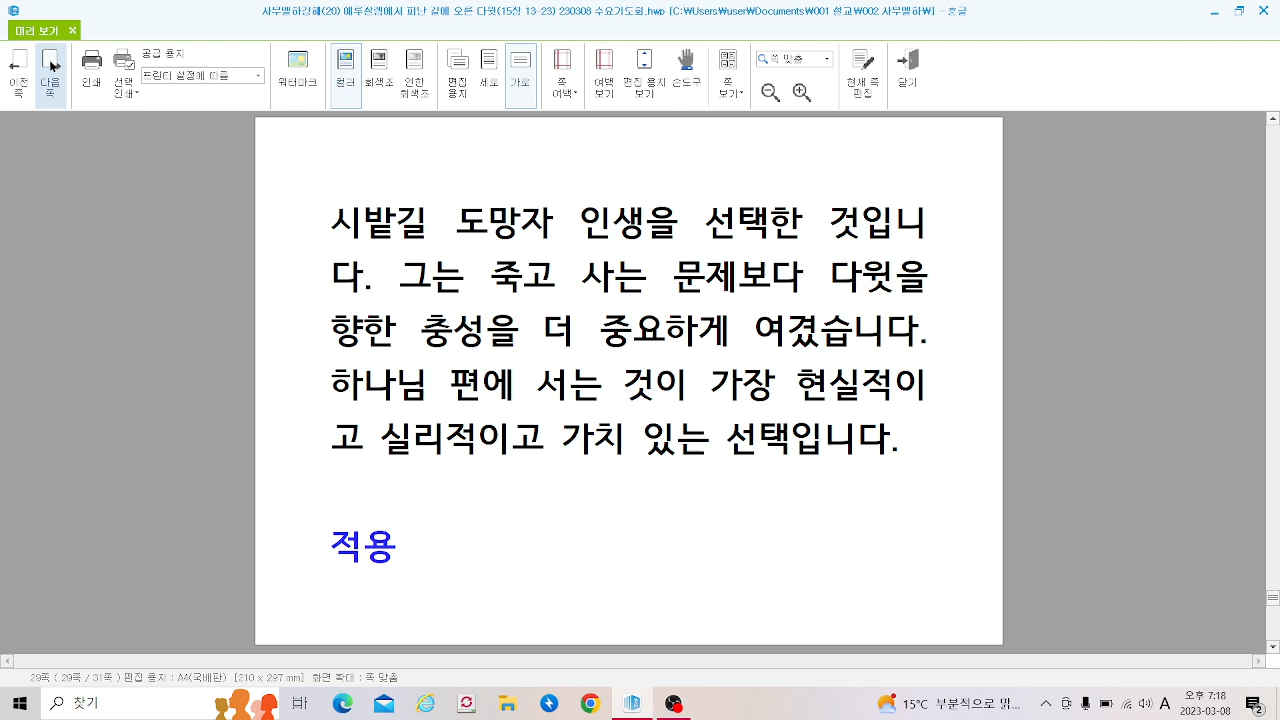 사무엘하강해(20) 예루살렘에서 피난 길에 오른 다윗(15장 13-23) 230308 수요기도회.hwp [C:₩Users₩user₩Documents₩001 설교₩002 사무엘하₩] - 한글
미리 보기
이전 쪽
다음 쪽
인쇄
선택 인쇄
공급 용지
프린터 설정에 따름
워터마크
컬러
회색조
연한 회색조
편집 용지
세로
가로
쪽 여백
여백 보기
편집 용지 보기
손도구
쪽 보기
쪽 맞춤
현재 쪽 편집
닫기
시밭길 도망자 인생을 선택한 것입니
다. 그는 죽고 사는 문제보다 다윗을
향한 충성을 더 중요하게 여겼습니다.
하나님 편에 서는 것이 가장 현실적이
고 실리적이고 가치 있는 선택입니다.
적용
29쪽 (29쪽 / 31쪽) 편집 용지 : A4(국배판) [210 x 297 mm] 화면 확대 : 쪽 맞춤
찾기
15°C 부분적으로 맑...
A
오후 7:18
2023-03-08
2